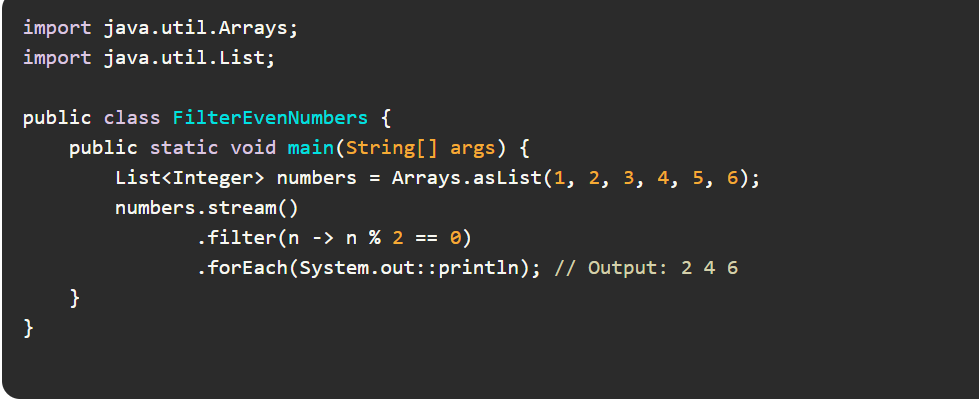 import java.util.Arrays;
import java.util.List;

public class FilterEvenNumbers {
    public static void main(String[] args) {
        List<Integer> numbers = Arrays.asList(1, 2, 3, 4, 5, 6);
        numbers.stream()
               .filter(n -> n % 2 == 0)
               .forEach(System.out::println); // Output: 2 4 6
    }
}